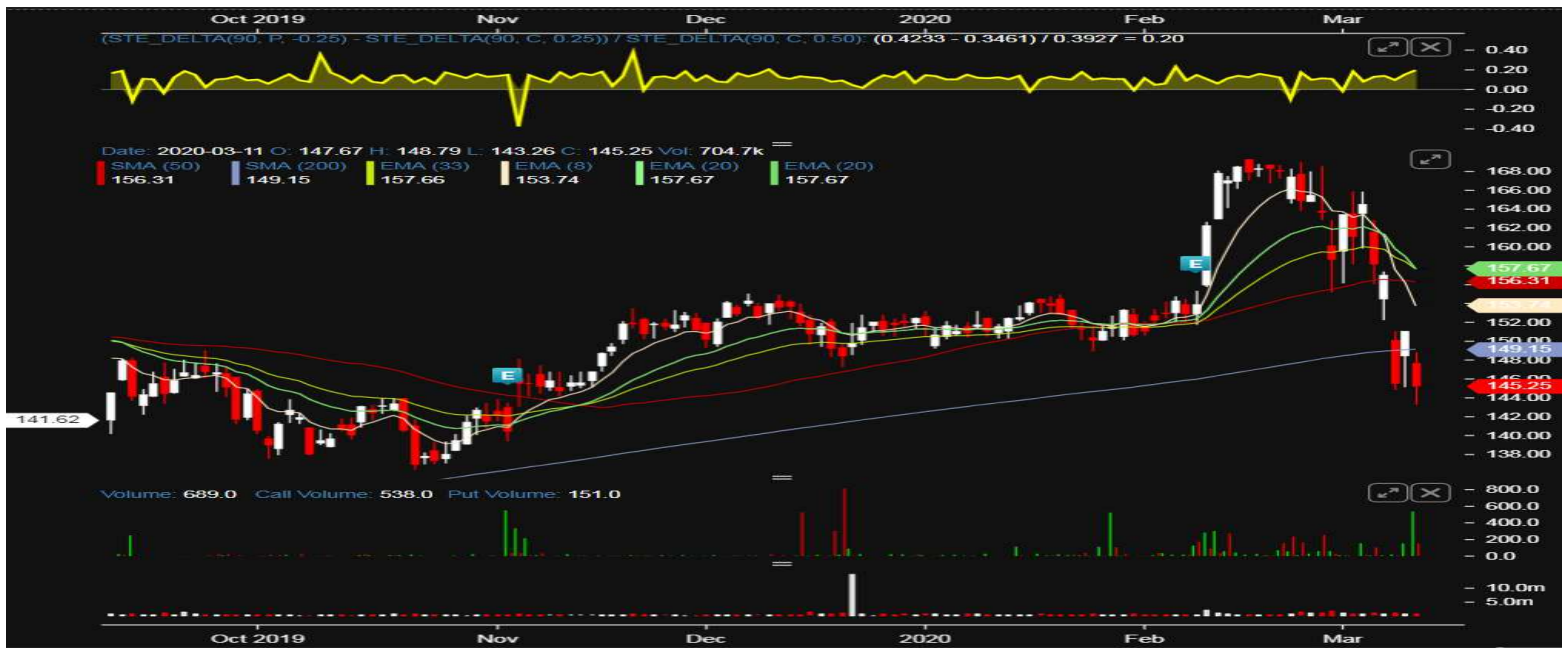 Oct 2019 Nov Dec 2020 Feb Mar
(STE_DELTA(90, P, -0.25) - STE_DELTA(90, C, 0.25)) / STE_DELTA(90, C, 0.50): (0.4233 - 0.3461) / 0.3927 = 0.20
0.40
0.20
0.00
-0.20
-0.40
Date: 2020-03-11 O: 147.67 H: 148.79 L: 143.26 C: 145.25 Vol: 704.7k
SMA (50) SMA (200) EMA (33) EMA (8) EMA (20) EMA (20)
156.31 149.15 157.66 153.74 157.67 157.67
168.00
166.00
164.00
162.00
160.00
E
157.67
156.31
152.00
150.00
149.15
148.00
E
146.00
145.25
144.00
141.62
142.00
140.00
138.00
Volume: 689.0 Call Volume: 538.0 Put Volume: 151.0
800.0
600.0
400.0
200.0
0.0
10.0m
5.0m
Oct 2019 Nov Dec 2020 Feb Mar